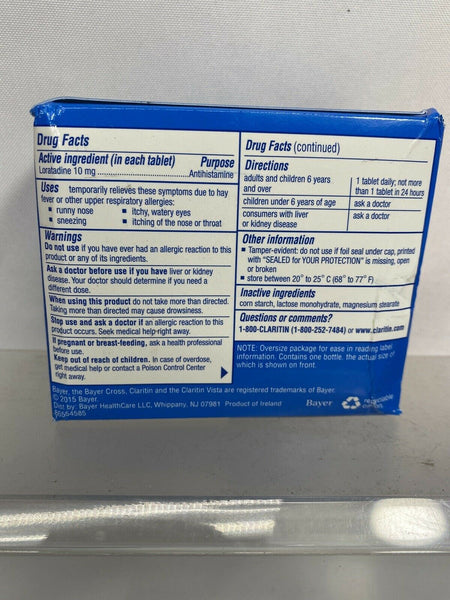 Drug Facts
Active ingredient (in each tablet) Purpose
Loratadine 10 mg ........................ Antihistamine
Uses temporarily relieves these symptoms due to hay
fever or other upper respiratory allergies:
■ runny nose ■ itchy, watery eyes
■ sneezing ■ itching of the nose or throat
Warnings
Do not use if you have ever had an allergic reaction to this
product or any of its ingredients.
Ask a doctor before use if you have liver or kidney
disease. Your doctor should determine if you need a
different dose.
When using this product do not take more than directed.
Taking more than directed may cause drowsiness.
Stop use and ask a doctor if an allergic reaction to this
product occurs. Seek medical help right away.
If pregnant or breast-feeding, ask a health professional
before use.
Keep out of reach of children. In case of overdose,
get medical help or contact a Poison Control Center
right away.
Drug Facts (continued)
Directions
adults and children 6 years 1 tablet daily; not more
and over than 1 tablet in 24 hours
children under 6 years of age ask a doctor
consumers with liver ask a doctor
or kidney disease
Other information
■ Tamper-evident: do not use if foil seal under cap, printed
with "SEALED for YOUR PROTECTION" is missing, open
or broken
■ store between 20° to 25° C (68° to 77° F)
Inactive ingredients
corn starch, lactose monohydrate, magnesium stearate
Questions or comments?
1-800-CLARITIN (1-800-252-7484) or www.claritin.com
NOTE: Oversize package for ease in reading label
information. Contains one bottle, the actual size of
which is shown on front.
Bayer, the Bayer Cross, Claritin and the Claritin Vista are registered trademarks of Bayer.
© 2015 Bayer
Dist by: Bayer HealthCare LLC, Whippany, NJ 07981 Product of Ireland
Bayer
recyclable
carton